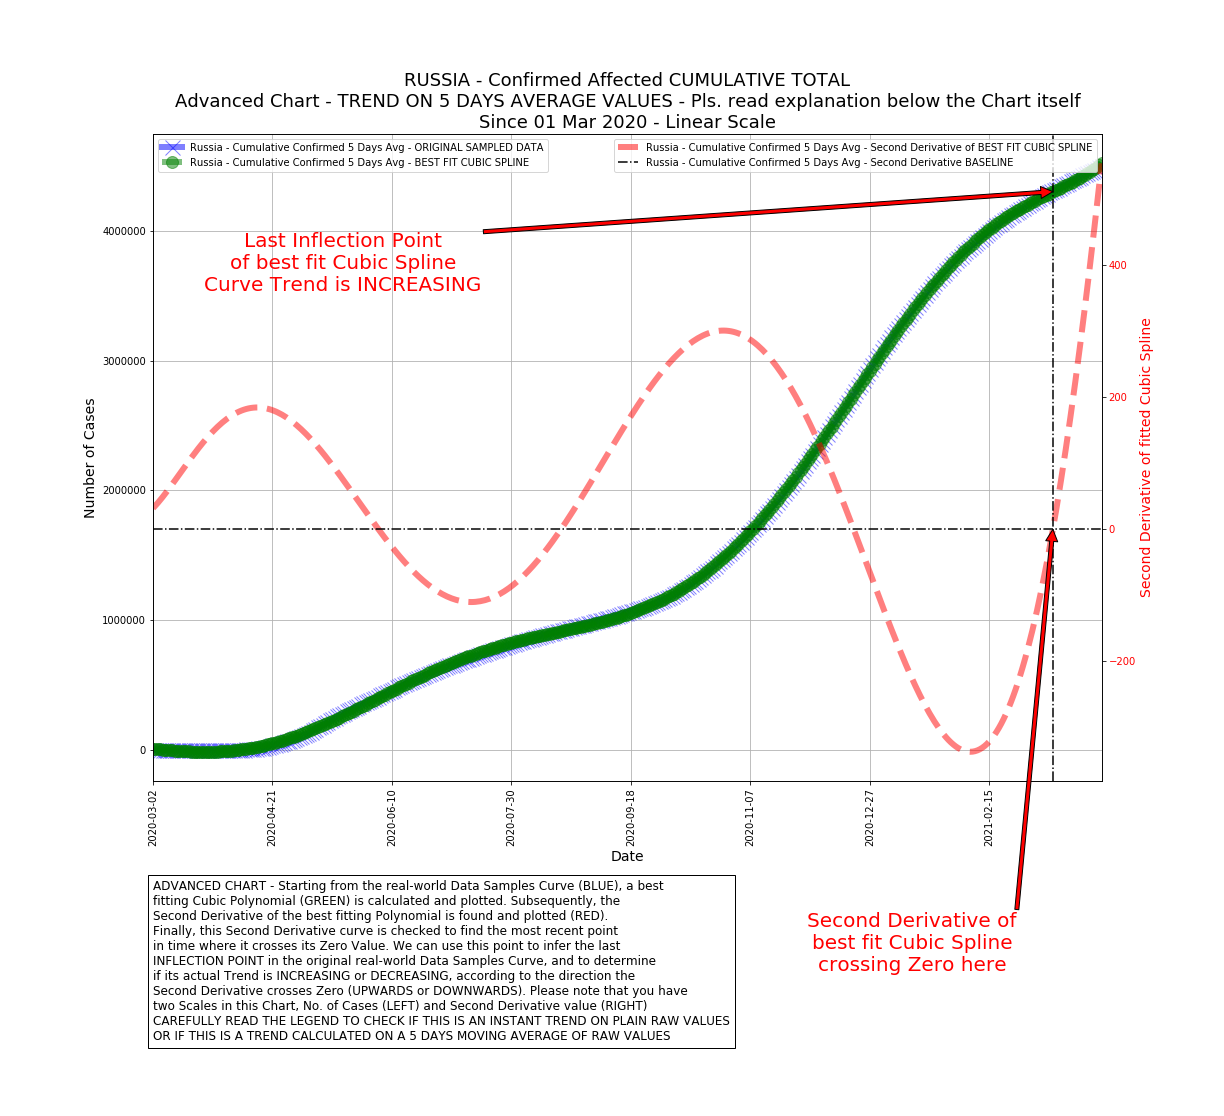 RUSSIA - Confirmed Affected CUMULATIVE TOTAL
Advanced Chart - TREND ON 5 DAYS AVERAGE VALUES - Pls. read explanation below the Chart itself
Since 01 Mar 2020 - Linear Scale
Russia - Cumulative Confirmed 5 Days Avg - ORIGINAL SAMPLED DATA
Russia - Cumulative Confirmed 5 Days Avg - BEST FIT CUBIC SPLINE
Russia - Cumulative Confirmed 5 Days Avg - Second Derivative of BEST FIT CUBIC SPLINE
Russia - Cumulative Confirmed 5 Days Avg - Second Derivative BASELINE
Last Inflection Point
of best fit Cubic Spline
Curve Trend is INCREASING
Number of Cases
4000000
3000000
2000000
1000000
0
400
200
0
−200
Second Derivative of fitted Cubic Spline
2020-03-02
2020-04-21
2020-06-10
2020-07-30
2020-09-18
2020-11-07
2020-12-27
2021-02-15
Date
ADVANCED CHART - Starting from the real-world Data Samples Curve (BLUE), a best
fitting Cubic Polynomial (GREEN) is calculated and plotted. Subsequently, the
Second Derivative of the best fitting Polynomial is found and plotted (RED).
Finally, this Second Derivative curve is checked to find the most recent point
in time where it crosses its Zero Value. We can use this point to infer the last
INFLECTION POINT in the original real-world Data Samples Curve, and to determine
if its actual Trend is INCREASING or DECREASING, according to the direction the
Second Derivative crosses Zero (UPWARDS or DOWNWARDS). Please note that you have
two Scales in this Chart, No. of Cases (LEFT) and Second Derivative value (RIGHT)
CAREFULLY READ THE LEGEND TO CHECK IF THIS IS AN INSTANT TREND ON PLAIN RAW VALUES
OR IF THIS IS A TREND CALCULATED ON A 5 DAYS MOVING AVERAGE OF RAW VALUES
Second Derivative of
best fit Cubic Spline
crossing Zero here